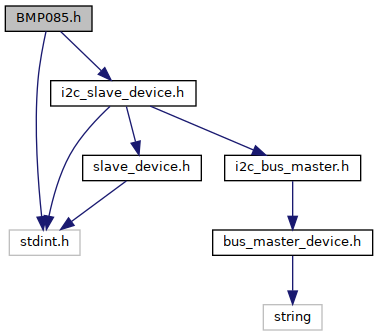 BMP085.h
i2c_slave_device.h
slave_device.h
i2c_bus_master.h
stdint.h
bus_master_device.h
string